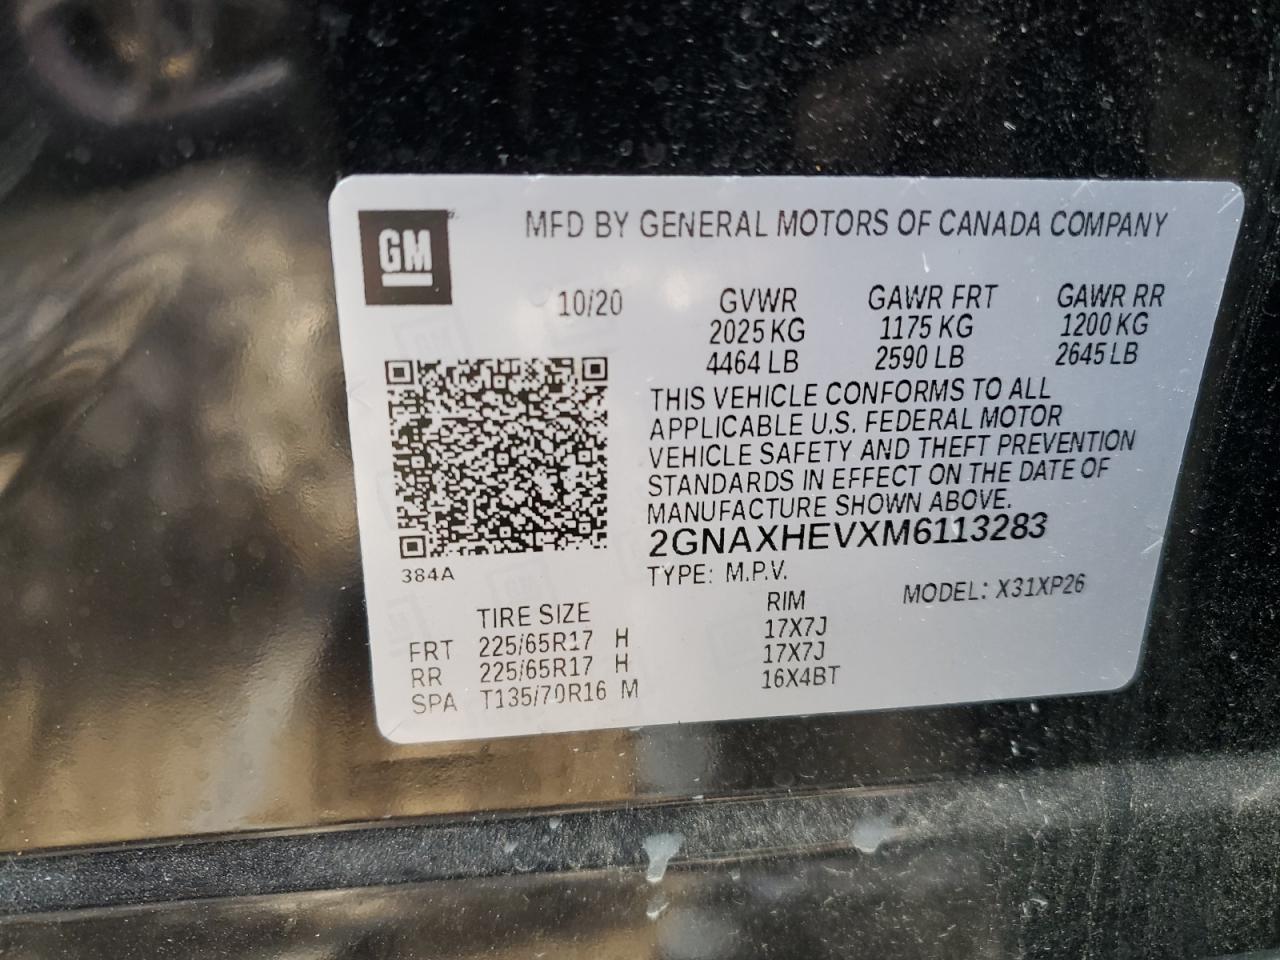 GM
MFD BY GENERAL MOTORS OF CANADA COMPANY
10/20 GVWR GAWR FRT GAWR RR
2025 KG 1175 KG 1200 KG
4464 LB 2590 LB 2645 LB
THIS VEHICLE CONFORMS TO ALL
APPLICABLE U.S. FEDERAL MOTOR
VEHICLE SAFETY AND THEFT PREVENTION
STANDARDS IN EFFECT ON THE DATE OF
MANUFACTURE SHOWN ABOVE.
2GNAXHEVXM6113283
384A
TYPE: M.P.V.
TIRE SIZE RIM MODEL: X31XP26
FRT 225/65R17 H 17X7J
RR 225/65R17 H 17X7J
SPA T135/70R16 M 16X4BT